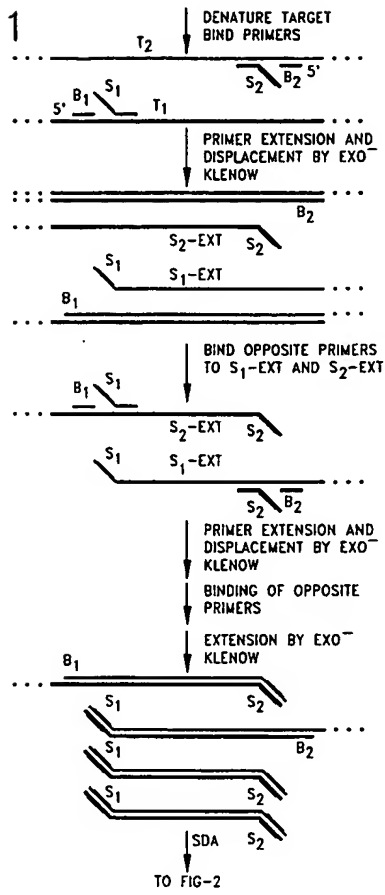 1
DENATURE TARGET
BIND PRIMERS
T2
S2 B2 5'
5' B1 S1 T1
PRIMER EXTENSION AND
DISPLACEMENT BY EXO⁻
KLENOW
B2
S2-EXT S2
S1 S1-EXT
B1
BIND OPPOSITE PRIMERS
TO S1-EXT AND S2-EXT
B1 S1
S2-EXT S2
S1 S1-EXT
S2 B2
PRIMER EXTENSION AND
DISPLACEMENT BY EXO⁻
KLENOW
BINDING OF OPPOSITE
PRIMERS
EXTENSION BY EXO⁻
KLENOW
B1
S1 S2
B2
S1
S2
S1
S2
SDA
TO FIG-2